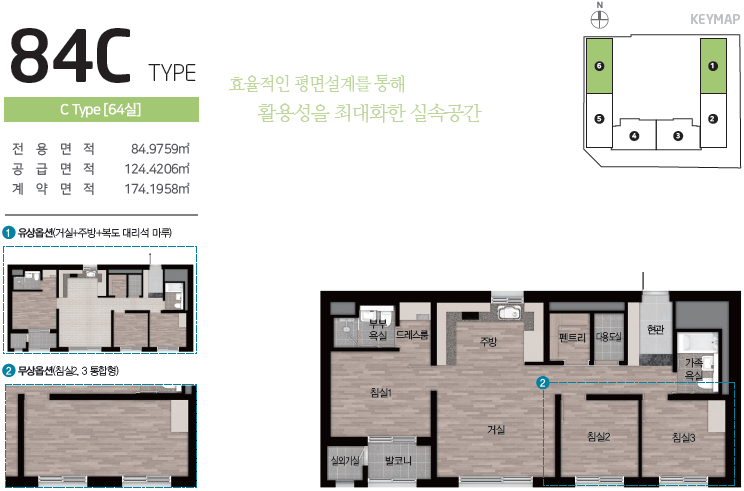 84C TYPE
C Type [64실]
전 용 면 적 84.9759㎡
공 급 면 적 124.4206㎡
계 약 면 적 174.1958㎡
효율적인 평면설계를 통해
활용성을 최대화한 실속공간
N
KEYMAP
6
1
5
2
4
3
1 유상옵션(거실+주방+복도 대리석 마루)
2 무상옵션(침실2, 3 통합형)
부부
욕실
드레스룸
주방
펜트리
다용도실
현관
가족
욕실
2
침실1
거실
침실2
침실3
실외기실
발코니